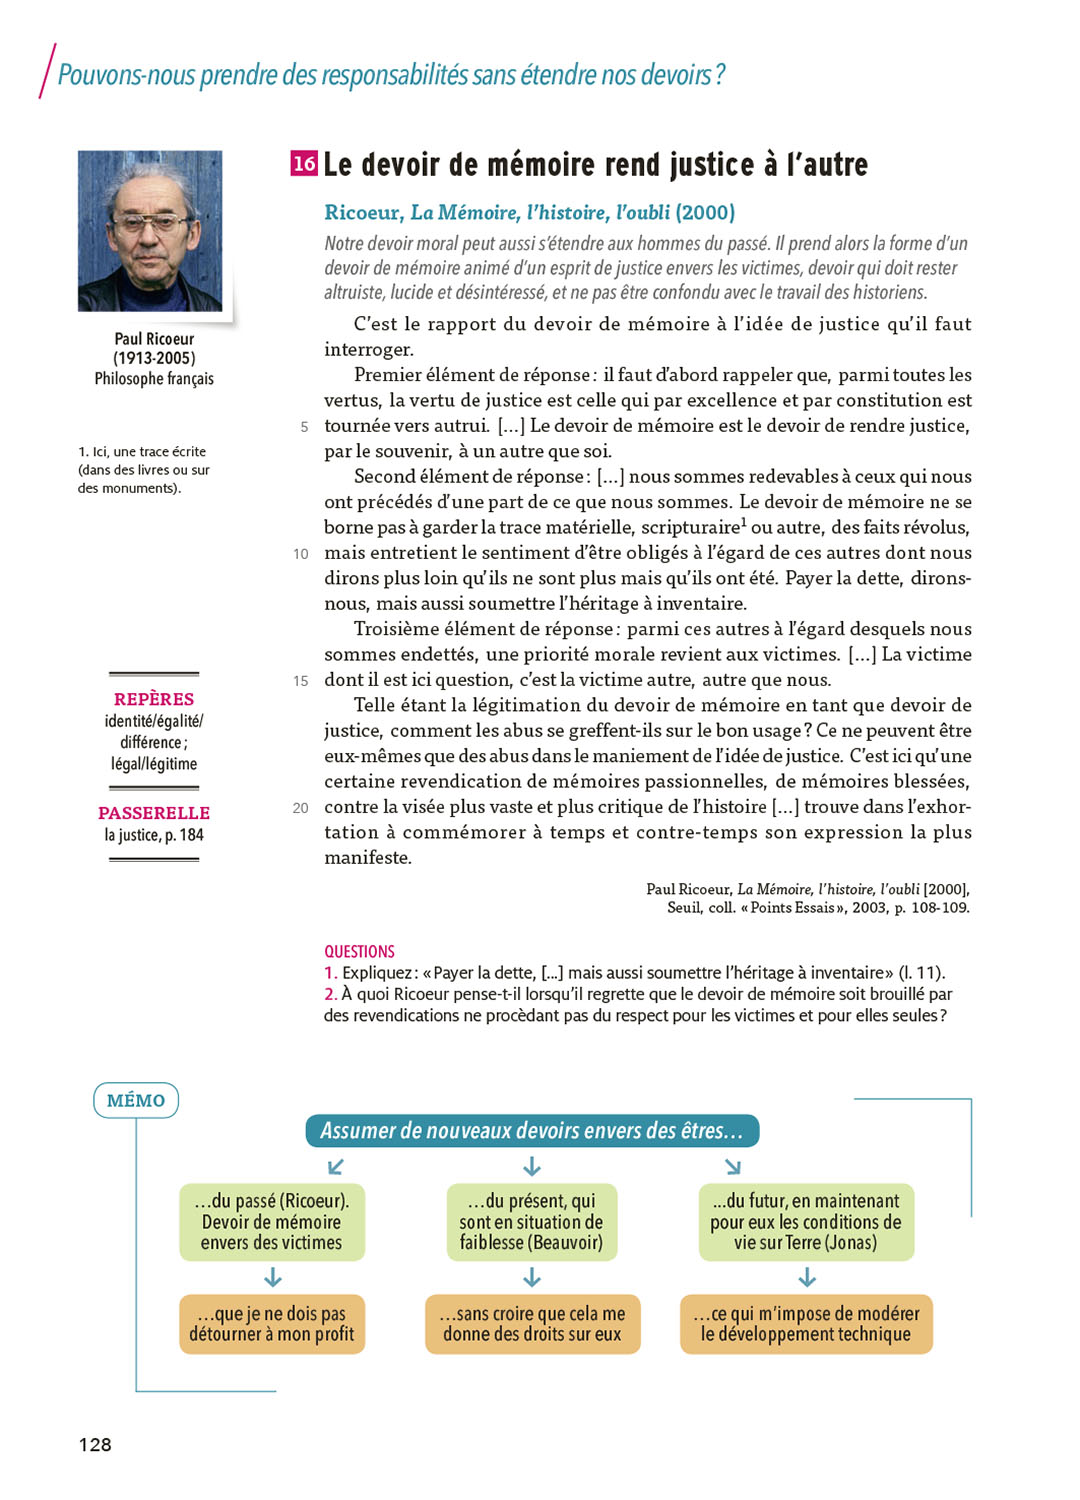 Pouvons-nous prendre des responsabilités sans étendre nos devoirs ?
16 Le devoir de mémoire rend justice à l'autre
Ricoeur, La Mémoire, l'histoire, l'oubli (2000)
Notre devoir moral peut aussi s'étendre aux hommes du passé. Il prend alors la forme d'un
devoir de mémoire animé d'un esprit de justice envers les victimes, devoir qui doit rester
altruiste, lucide et désintéressé, et ne pas être confondu avec le travail des historiens.
Paul Ricoeur
(1913-2005)
Philosophe français
1. Ici, une trace écrite
(dans des livres ou sur
des monuments).
REPÈRES
identité/égalité/
différence ;
légal/légitime
PASSERELLE
la justice, p. 184
C'est le rapport du devoir de mémoire à l'idée de justice qu'il faut
interroger.
Premier élément de réponse : il faut d'abord rappeler que, parmi toutes les
vertus, la vertu de justice est celle qui par excellence et par constitution est
5 tournée vers autrui. [...] Le devoir de mémoire est le devoir de rendre justice,
par le souvenir, à un autre que soi.
Second élément de réponse : [...] nous sommes redevables à ceux qui nous
ont précédés d'une part de ce que nous sommes. Le devoir de mémoire ne se
borne pas à garder la trace matérielle, scripturaire1 ou autre, des faits révolus,
10 mais entretient le sentiment d'être obligés à l'égard de ces autres dont nous
dirons plus loin qu'ils ne sont plus mais qu'ils ont été. Payer la dette, dirons-
nous, mais aussi soumettre l'héritage à inventaire.
Troisième élément de réponse : parmi ces autres à l'égard desquels nous
sommes endettés, une priorité morale revient aux victimes. [...] La victime
15 dont il est ici question, c'est la victime autre, autre que nous.
Telle étant la légitimation du devoir de mémoire en tant que devoir de
justice, comment les abus se greffent-ils sur le bon usage ? Ce ne peuvent être
eux-mêmes que des abus dans le maniement de l'idée de justice. C'est ici qu'une
certaine revendication de mémoires passionnelles, de mémoires blessées,
20 contre la visée plus vaste et plus critique de l'histoire [...] trouve dans l'exhor-
tation à commémorer à temps et contre-temps son expression la plus
manifeste.
Paul Ricoeur, La Mémoire, l'histoire, l'oubli [2000],
Seuil, coll. « Points Essais », 2003, p. 108-109.
QUESTIONS
1. Expliquez : « Payer la dette, [...] mais aussi soumettre l'héritage à inventaire » (l. 11).
2. À quoi Ricoeur pense-t-il lorsqu'il regrette que le devoir de mémoire soit brouillé par
des revendications ne procèdant pas du respect pour les victimes et pour elles seules ?
MÉMO
Assumer de nouveaux devoirs envers des êtres...
...du passé (Ricoeur).
Devoir de mémoire
envers des victimes
...du présent, qui
sont en situation de
faiblesse (Beauvoir)
...du futur, en maintenant
pour eux les conditions de
vie sur Terre (Jonas)
...que je ne dois pas
détourner à mon profit
...sans croire que cela me
donne des droits sur eux
...ce qui m'impose de modérer
le développement technique
128